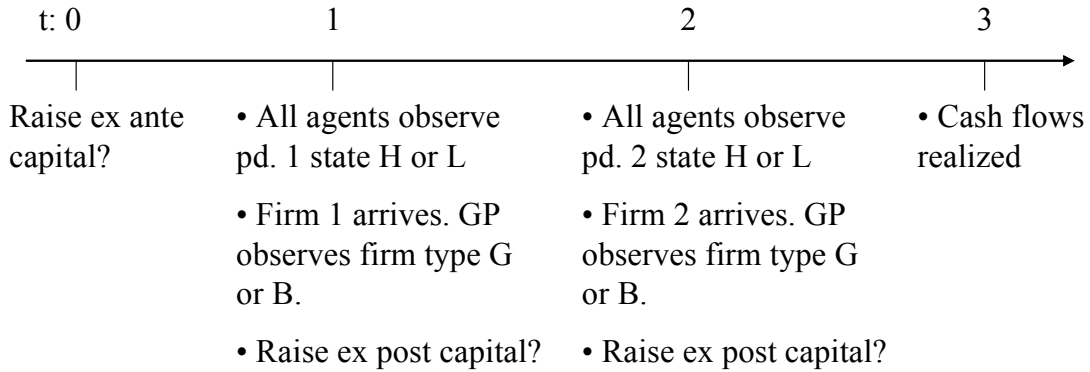 t: 0 1 2 3
Raise ex ante
capital?
• All agents observe
pd. 1 state H or L
• Firm 1 arrives. GP
observes firm type G
or B.
• Raise ex post capital?
• All agents observe
pd. 2 state H or L
• Firm 2 arrives. GP
observes firm type G
or B.
• Raise ex post capital?
• Cash flows
realized